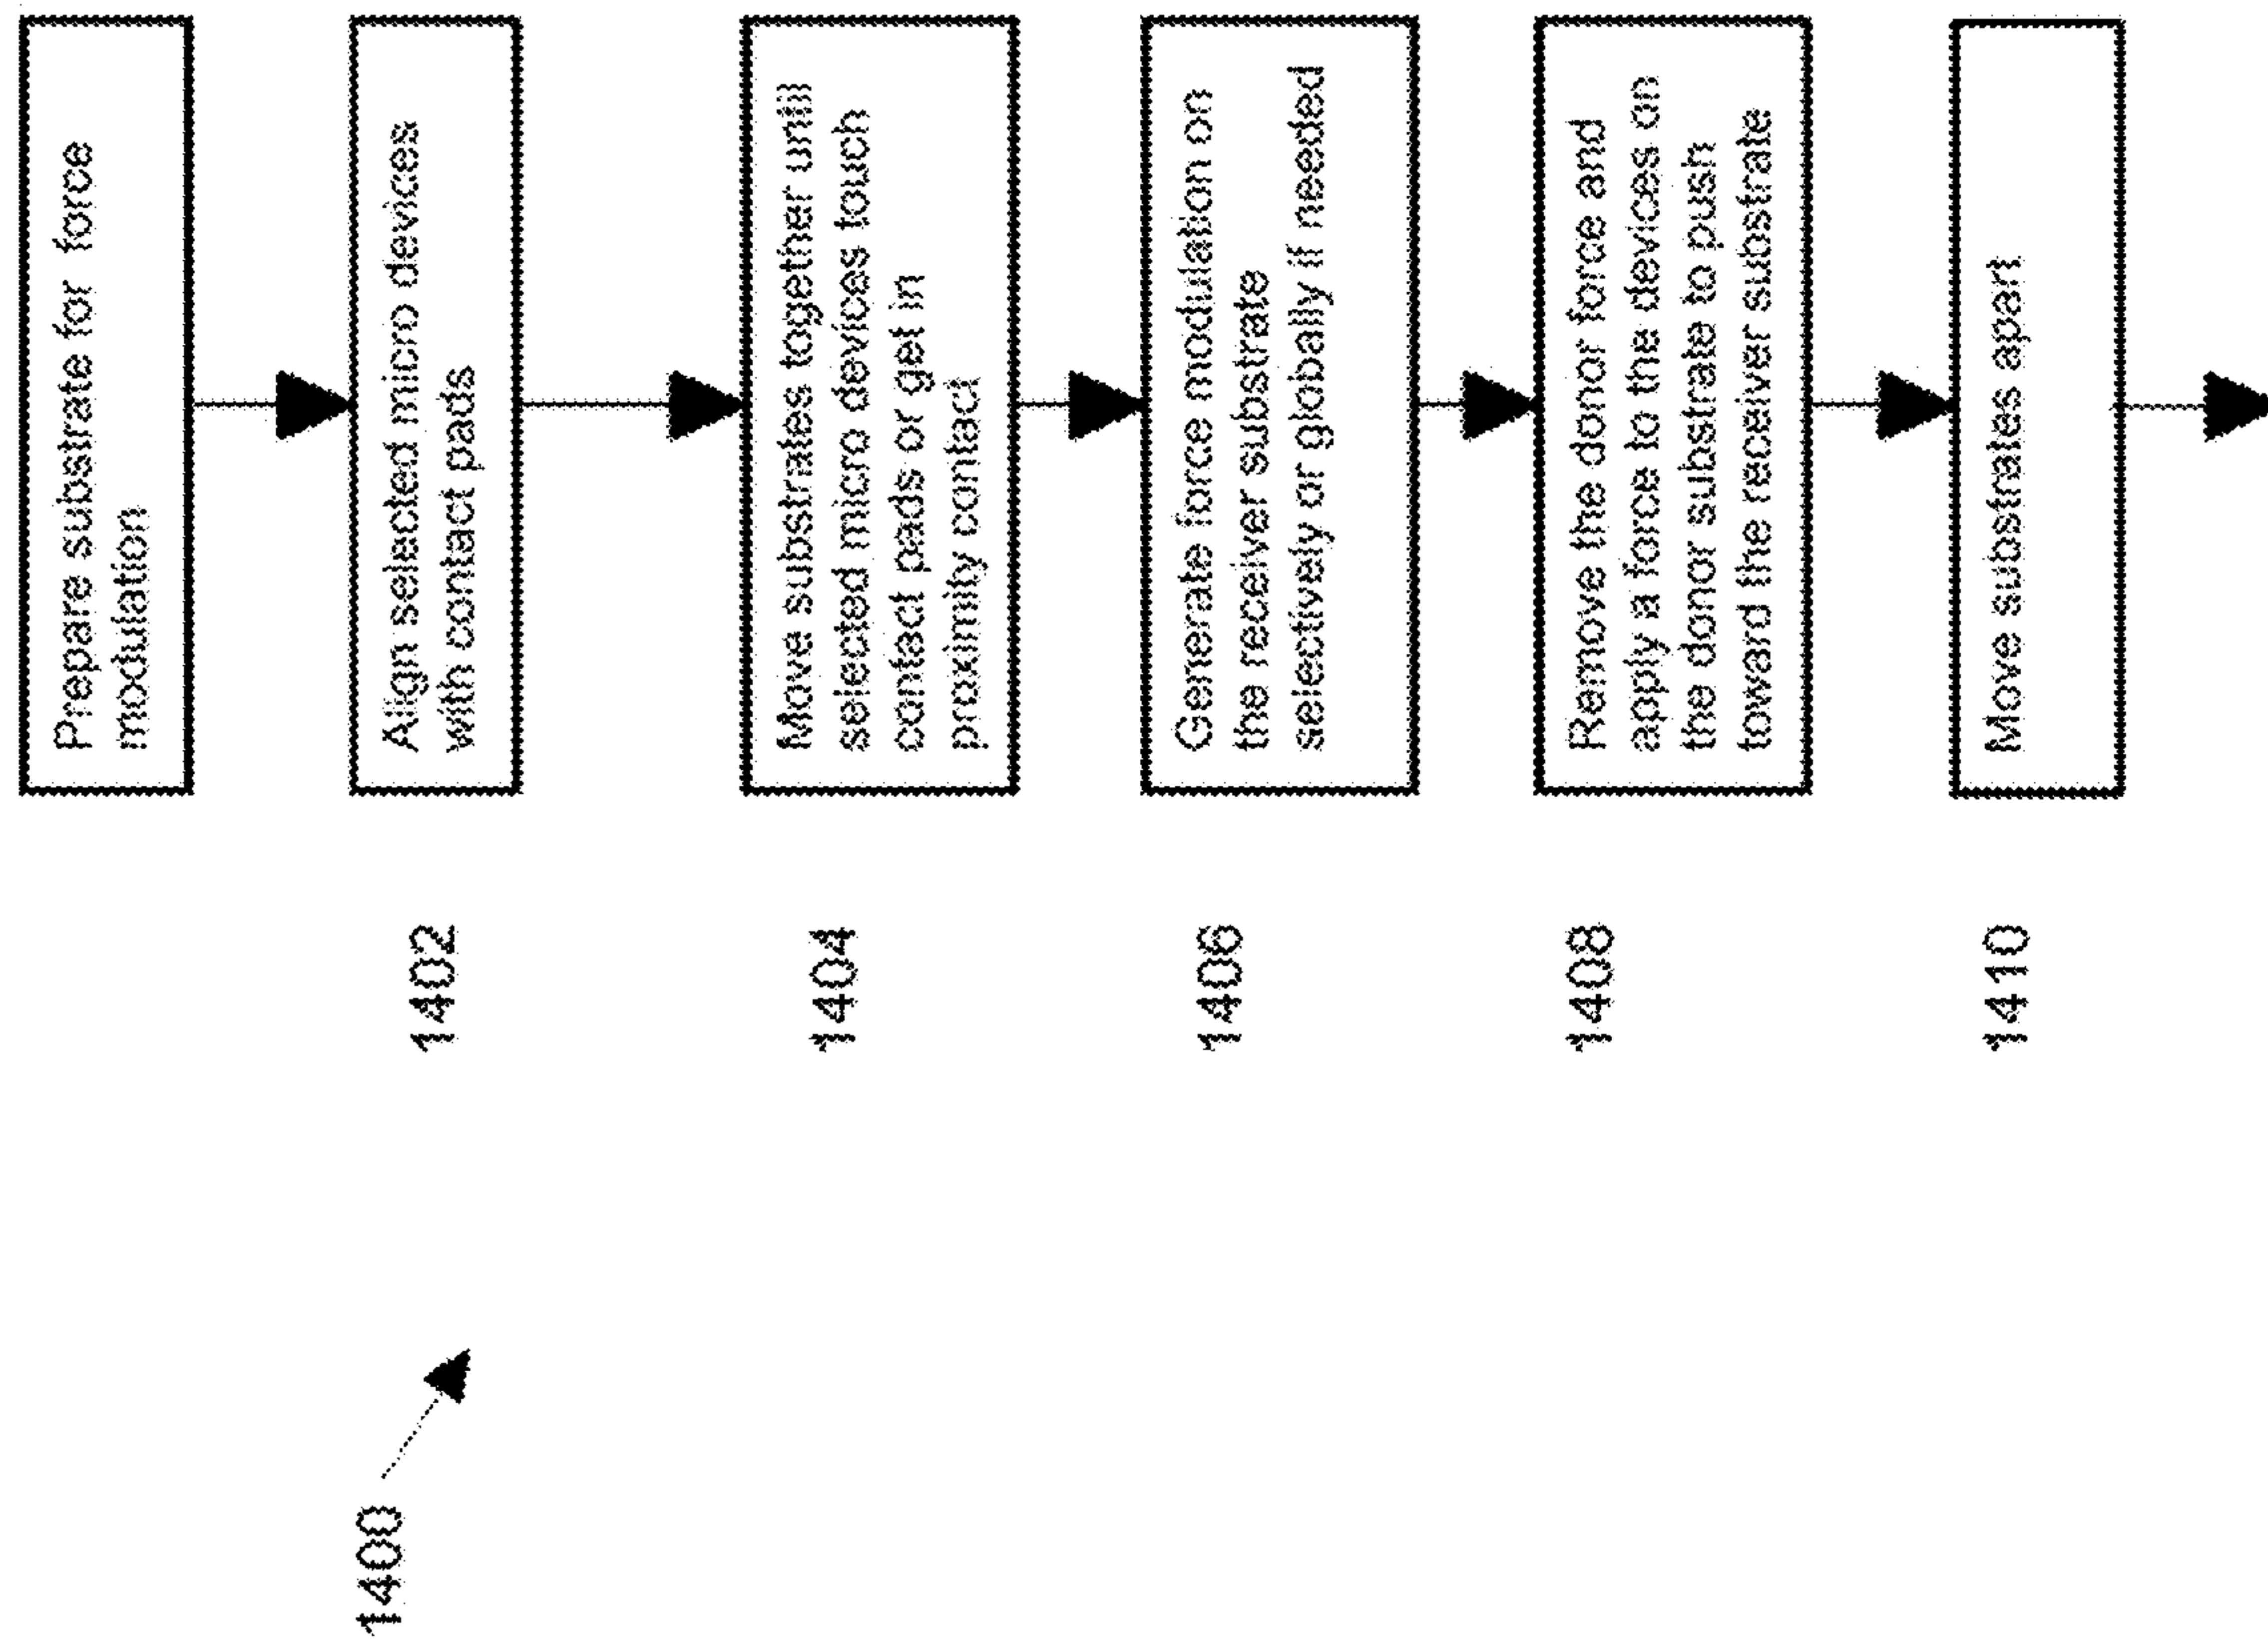 1400
Prepare substrate for force
modulation
1402
Align selected micro devices
with contact pads
1404
Move substrates together untill
selected micro devices touch
contact pads or get in
proximity contact
1406
Generate force modulation on
the receiver substrate
selectively or globally if needed
1408
Remove the donor force and
apply a force to the devices on
the donor substrate to push
toward the receiver substrate
1410
Move substrates apart